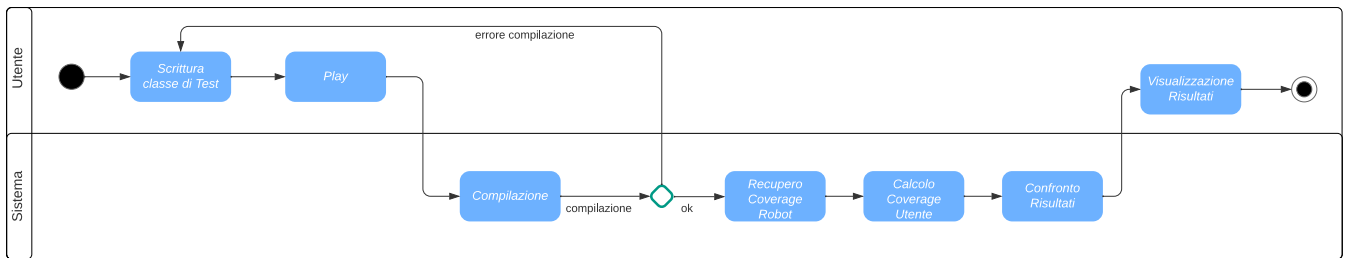 Utente
errore compilazione
Scrittura
classe di Test
Play
Visualizzazione
Risultati
Sistema
Compilazione
compilazione
ok
Recupero
Coverage
Robot
Calcolo
Coverage
Utente
Confronto
Risultati